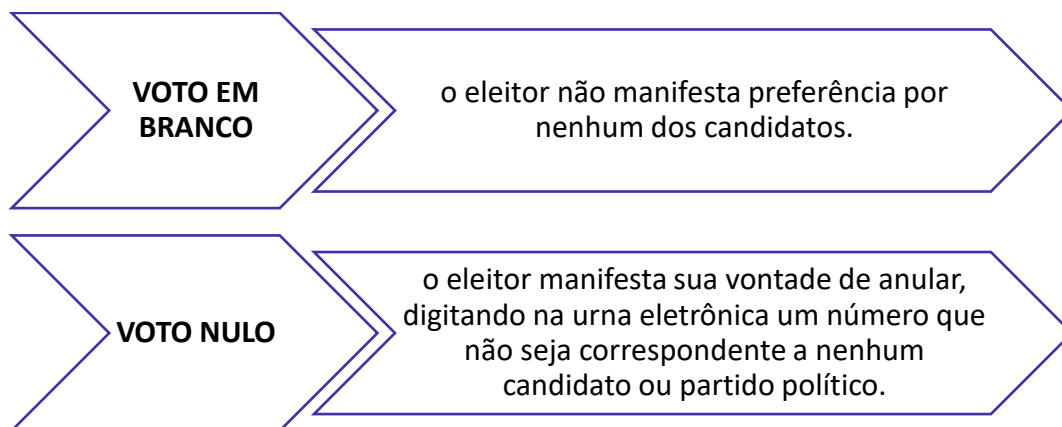 VOTO EM
BRANCO
o eleitor não manifesta preferência por
nenhum dos candidatos.
VOTO NULO
o eleitor manifesta sua vontade de anular,
digitando na urna eletrônica um número que
não seja correspondente a nenhum
candidato ou partido político.